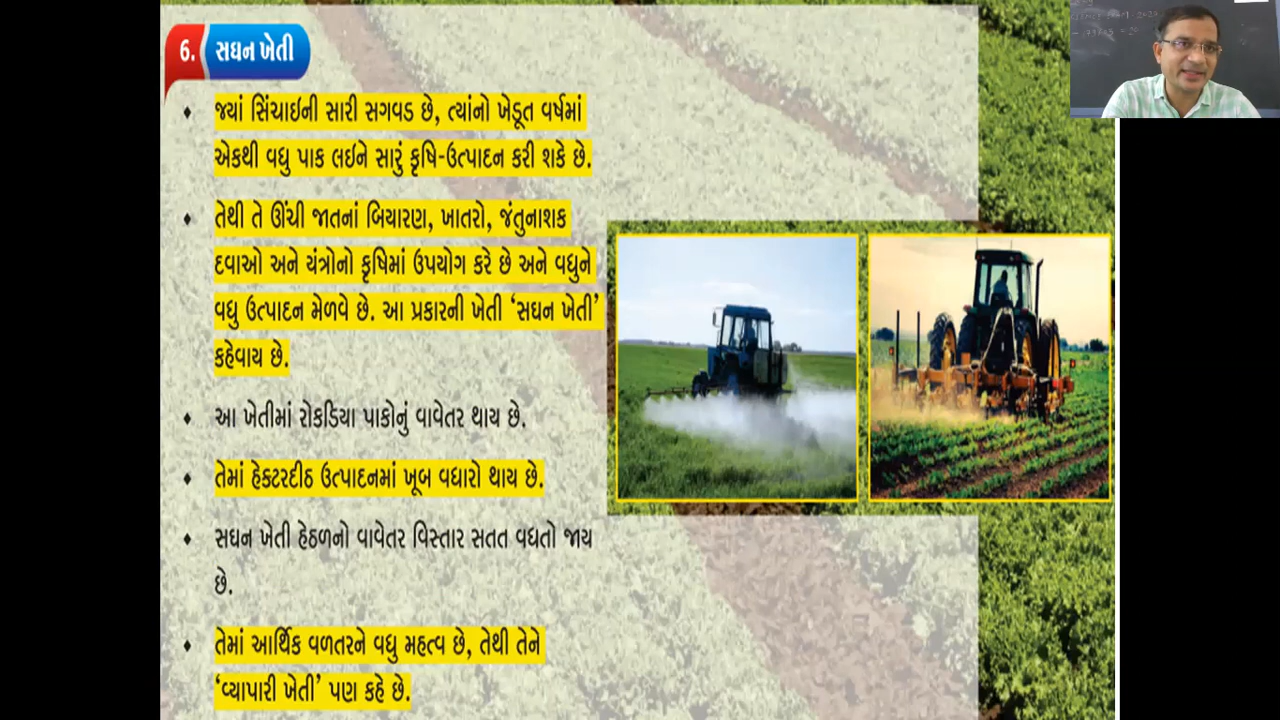 6. સઘન ખેતી
જ્યાં સિંચાઇની સારી સગવડ છે, ત્યાંનો ખેડૂત વર્ષમાં
એકથી વધુ પાક લઇને સારું કૃષિ-ઉત્પાદન કરી શકે છે.
તેથી તે ઊંચી જાતનાં બિયારણ, ખાતરો, જંતુનાશક
દવાઓ અને યંત્રોનો કૃષિમાં ઉપયોગ કરે છે અને વધુને
વધુ ઉત્પાદન મેળવે છે. આ પ્રકારની ખેતી ‘સઘન ખેતી’
કહેવાય છે.
આ ખેતીમાં રોકડિયા પાકોનું વાવેતર થાય છે.
તેમાં હેક્ટરદીઠ ઉત્પાદનમાં ખૂબ વધારો થાય છે.
સઘન ખેતી હેઠળનો વાવેતર વિસ્તાર સતત વધતો જાય
છે.
તેમાં આર્થિક વળતરને વધુ મહત્વ છે, તેથી તેને
‘વ્યાપારી ખેતી’ પણ કહે છે.